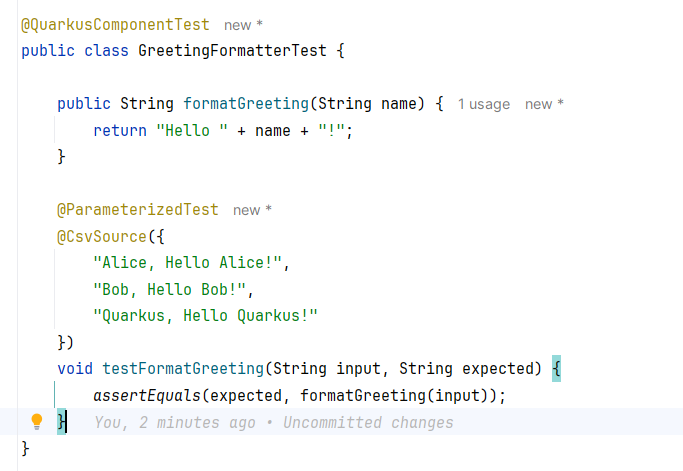 @QuarkusComponentTest new *
public class GreetingFormatterTest {
public String formatGreeting(String name) { 1 usage new *
return "Hello " + name + "!";
}
@ParameterizedTest new *
@CsvSource({
"Alice, Hello Alice!",
"Bob, Hello Bob!",
"Quarkus, Hello Quarkus!"
})
void testFormatGreeting(String input, String expected) {
assertEquals(expected, formatGreeting(input));
} You, 2 minutes ago • Uncommitted changes
}